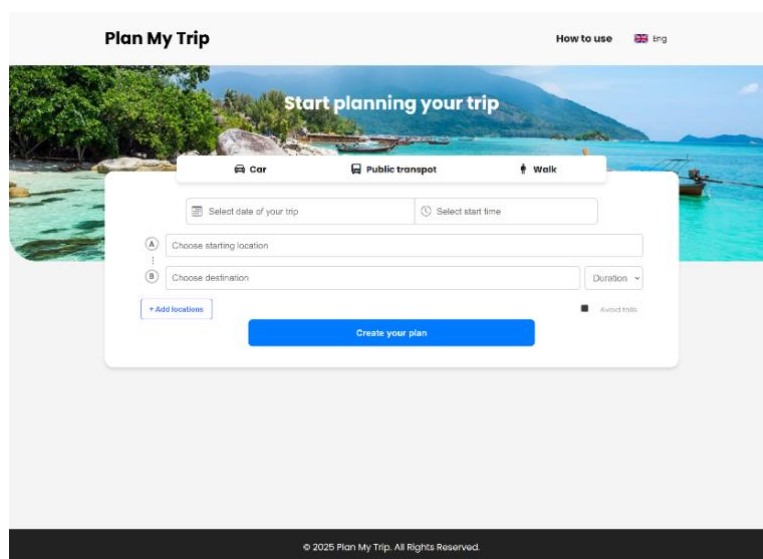 Plan My Trip
How to use
Eng
Start planning your trip
Car
Public transpot
Walk
Select date of your trip
Select start time
A
Choose starting location
B
Choose destination
Duration
+ Add locations
Avoid tolls
Create your plan
© 2025 Plan My Trip. All Rights Reserved.